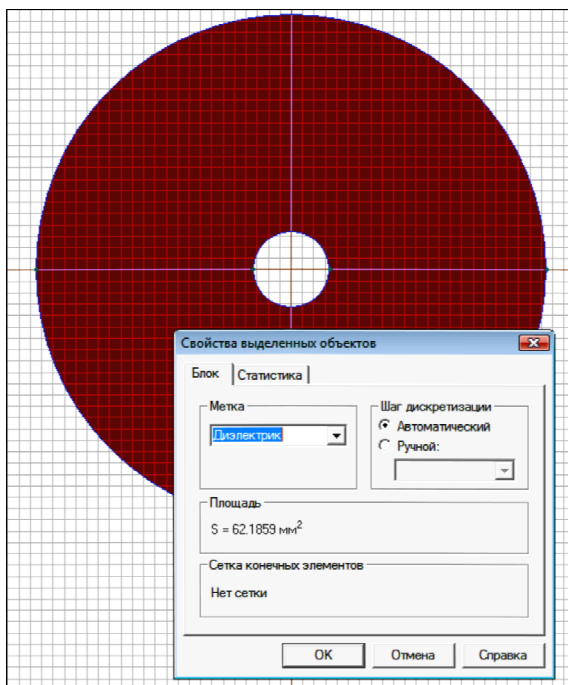 Свойства выделенных объектов
Блок
Статистика
Метка
Диэлектрик
Шаг дискретизации
Автоматический
Ручной:
Площадь
S = 62.1859 мм²
Сетка конечных элементов
Нет сетки
OK
Отмена
Справка